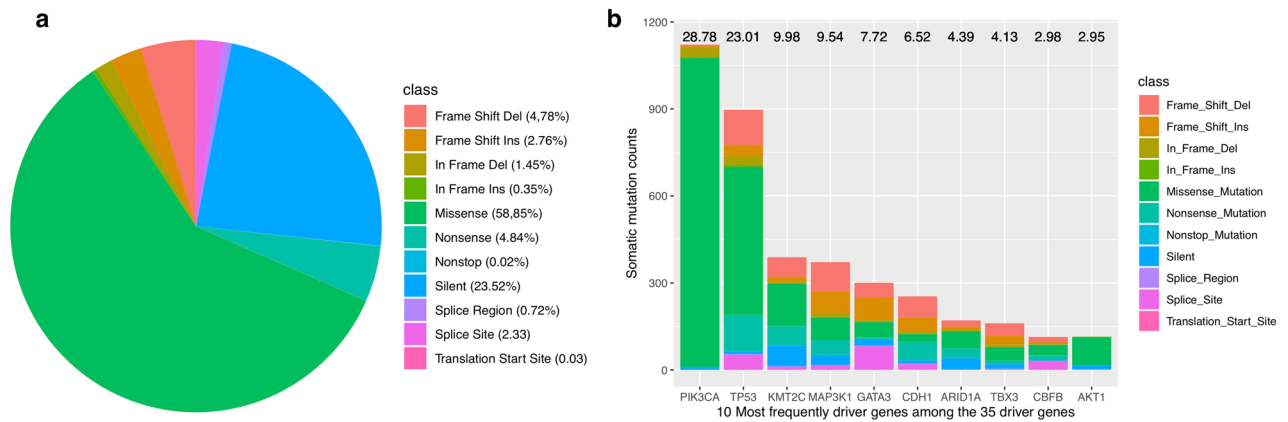 a
class
Frame Shift Del (4,78%)
Frame Shift Ins (2.76%)
In Frame Del (1.45%)
In Frame Ins (0.35%)
Missense (58,85%)
Nonsense (4.84%)
Nonstop (0.02%)
Silent (23.52%)
Splice Region (0.72%)
Splice Site (2.33)
Translation Start Site (0.03)
b
Somatic mutation counts
1200
900
600
300
0
28.78 23.01 9.98 9.54 7.72 6.52 4.39 4.13 2.98 2.95
PIK3CA TP53 KMT2C MAP3K1 GATA3 CDH1 ARID1A TBX3 CBFB AKT1
10 Most frequently driver genes among the 35 driver genes
class
Frame_Shift_Del
Frame_Shift_Ins
In_Frame_Del
In_Frame_Ins
Missense_Mutation
Nonsense_Mutation
Nonstop_Mutation
Silent
Splice_Region
Splice_Site
Translation_Start_Site